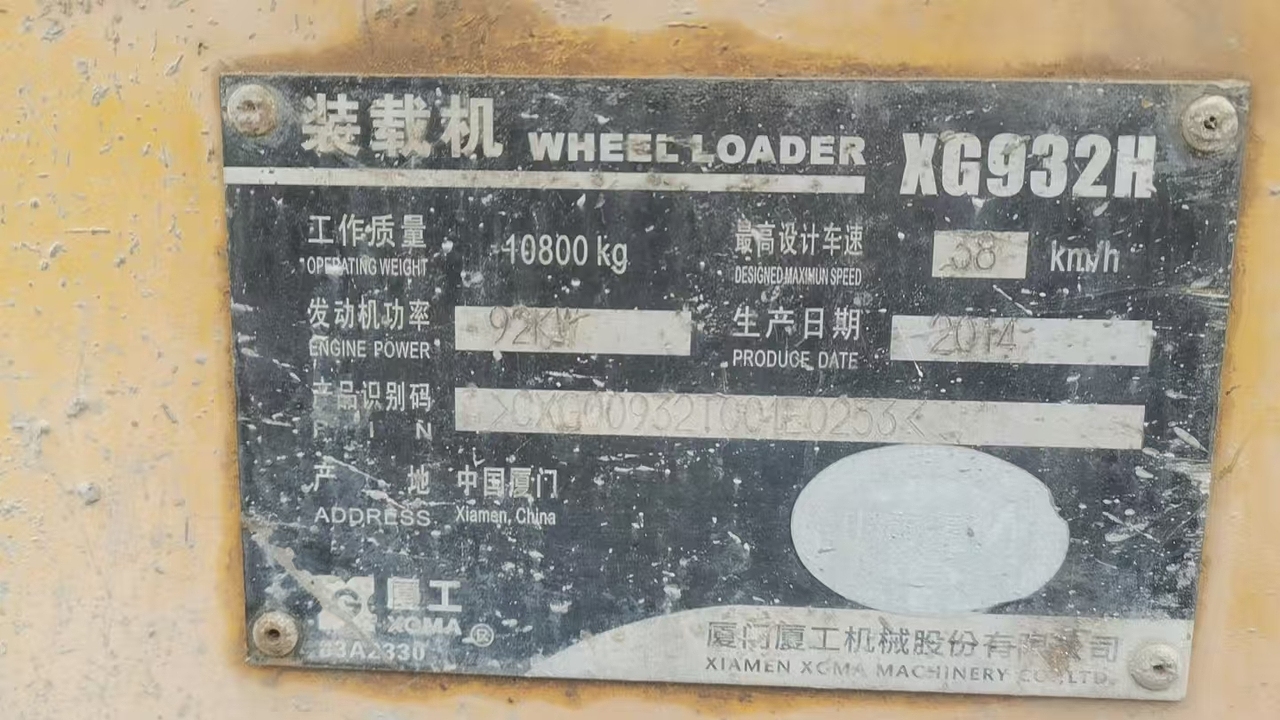 装载机 WHEEL LOADER XG932H
工作质量 10800 kg 最高设计车速 38 km/h
OPERATING WEIGHT DESIGNED MAXIMUN SPEED
发动机功率 92KW 生产日期 2014
ENGINE POWER PRODUCE DATE
产品识别码
P I N
产 地 中国厦门
ADDRESS Xiamen, China
厦工
XGMA ®
厦门厦工机械股份有限公司
XIAMEN XGMA MACHINERY CO.,LTD.